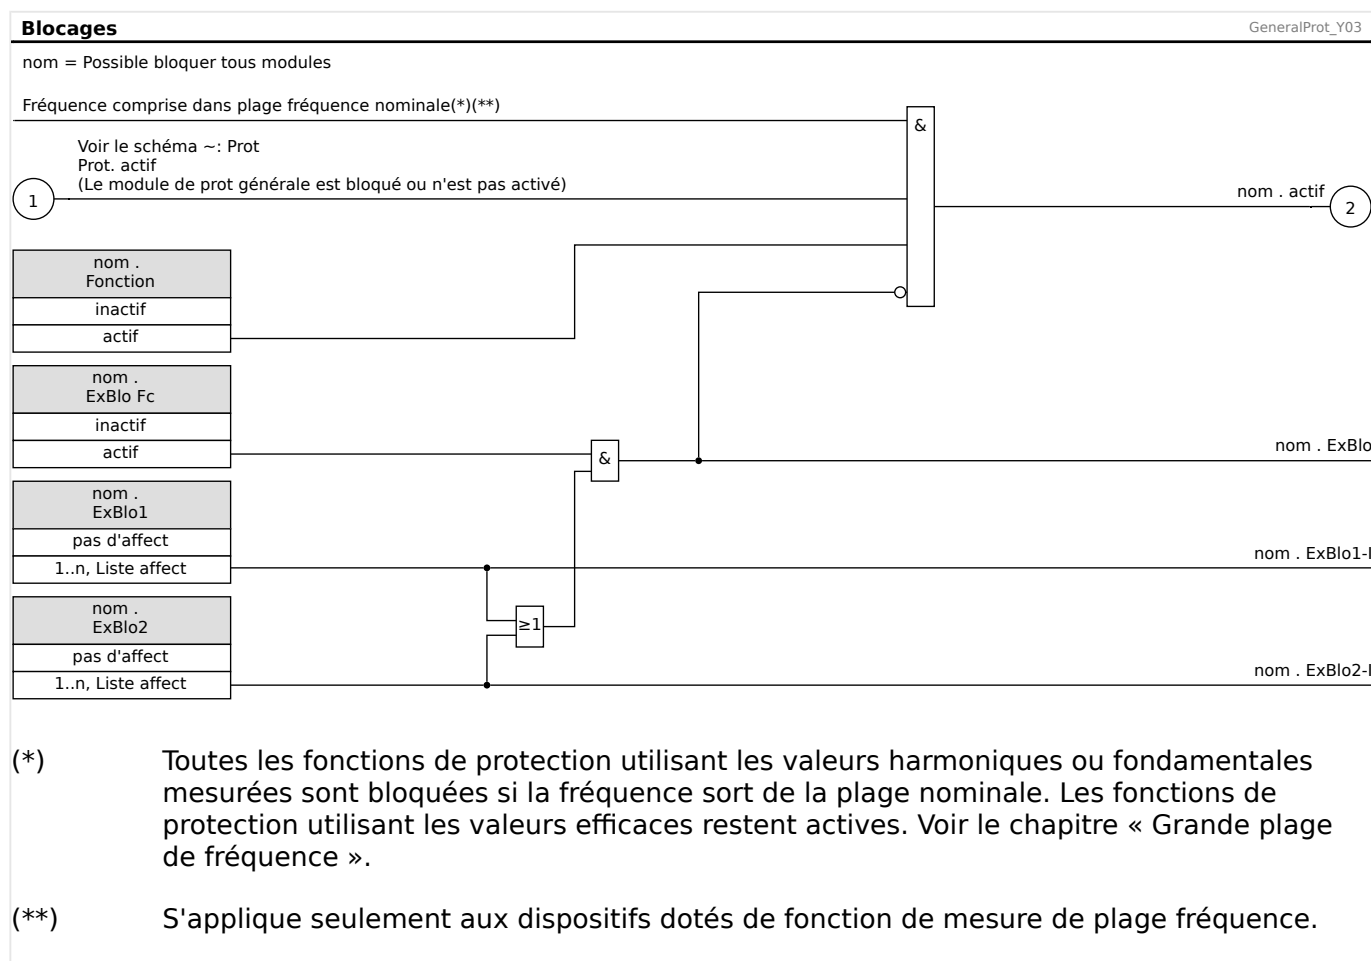 Blocages
GeneralProt_Y03
nom = Possible bloquer tous modules
Fréquence comprise dans plage fréquence nominale(*)(**)
&
Voir le schéma ~: Prot
Prot. actif
(Le module de prot générale est bloqué ou n'est pas activé)
1
nom . actif
2
nom .
Fonction
inactif
actif
nom .
ExBlo Fc
inactif
actif
&
nom . ExBlo
nom .
ExBlo1
pas d'affect
1..n, Liste affect
nom . ExBlo1-
≥1
nom .
ExBlo2
pas d'affect
1..n, Liste affect
nom . ExBlo2-
(*) Toutes les fonctions de protection utilisant les valeurs harmoniques ou fondamentales
mesurées sont bloquées si la fréquence sort de la plage nominale. Les fonctions de
protection utilisant les valeurs efficaces restent actives. Voir le chapitre « Grande plage
de fréquence ».
(**) S'applique seulement aux dispositifs dotés de fonction de mesure de plage fréquence.